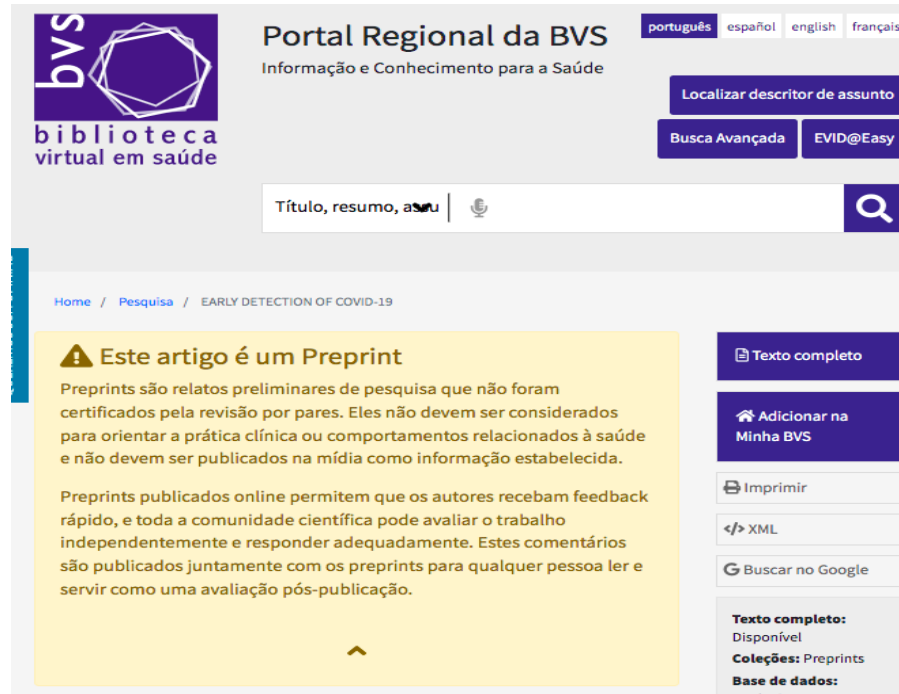 bvs
biblioteca
virtual em saúde
Portal Regional da BVS
Informação e Conhecimento para a Saúde
português español english français
Localizar descritor de assunto
Busca Avançada EVID@Easy
Título, resumo,
Home / Pesquisa / EARLY DETECTION OF COVID-19
Este artigo é um Preprint
Preprints são relatos preliminares de pesquisa que não foram
certificados pela revisão por pares. Eles não devem ser considerados
para orientar a prática clínica ou comportamentos relacionados à saúde
e não devem ser publicados na mídia como informação estabelecida.
Preprints publicados online permitem que os autores recebam feedback
rápido, e toda a comunidade científica pode avaliar o trabalho
independentemente e responder adequadamente. Estes comentários
são publicados juntamente com os preprints para qualquer pessoa ler e
servir como uma avaliação pós-publicação.
Texto completo
Adicionar na
Minha BVS
Imprimir
</> XML
G Buscar no Google
Texto completo:
Disponível
Coleções: Preprints
Base de dados: